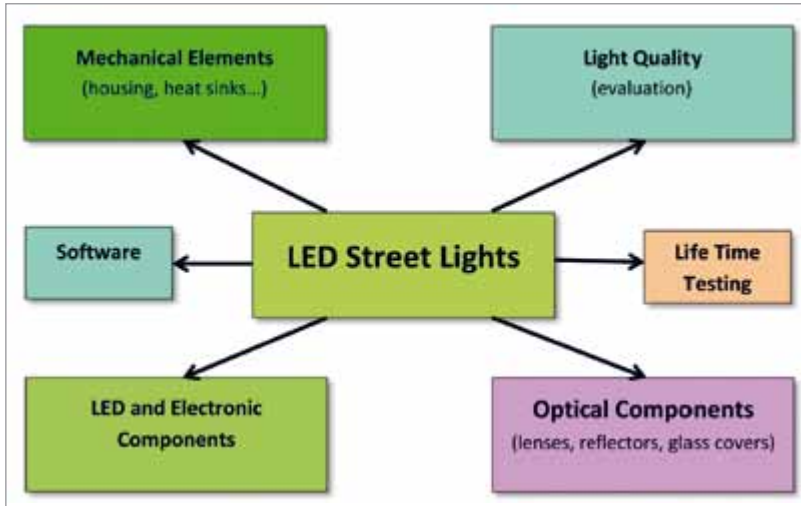 Mechanical Elements
(housing, heat sinks...)
Light Quality
(evaluation)
Software
LED Street Lights
Life Time
Testing
LED and Electronic
Components
Optical Components
(lenses, reflectors, glass covers)